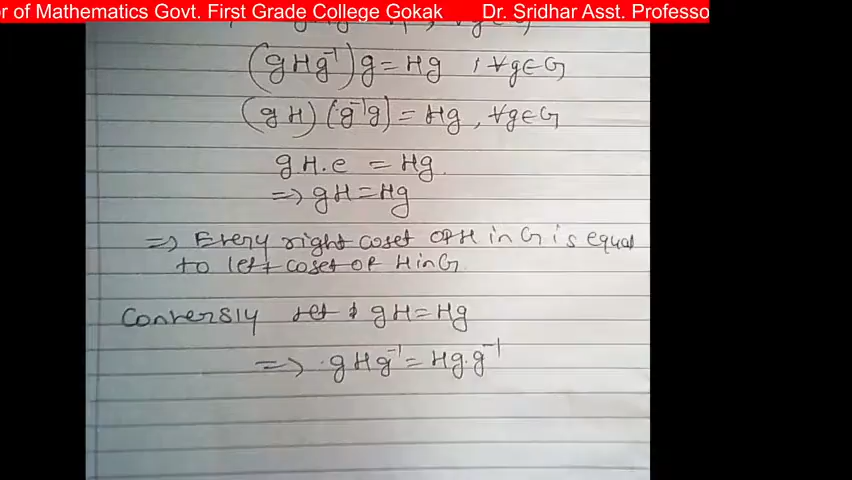 or of Mathematics Govt. First Grade College Gokak Dr. Sridhar Asst. Professo
(gHg⁻¹)g = Hg , ∀g∈G
(gH)(g⁻¹g) = Hg, ∀g∈G
gH.e = Hg
⇒ gH = Hg
⇒ Every right coset of H in G is equal
to left coset of H in G
Conversly let gH = Hg
⇒ gHg⁻¹ = Hg.g⁻¹